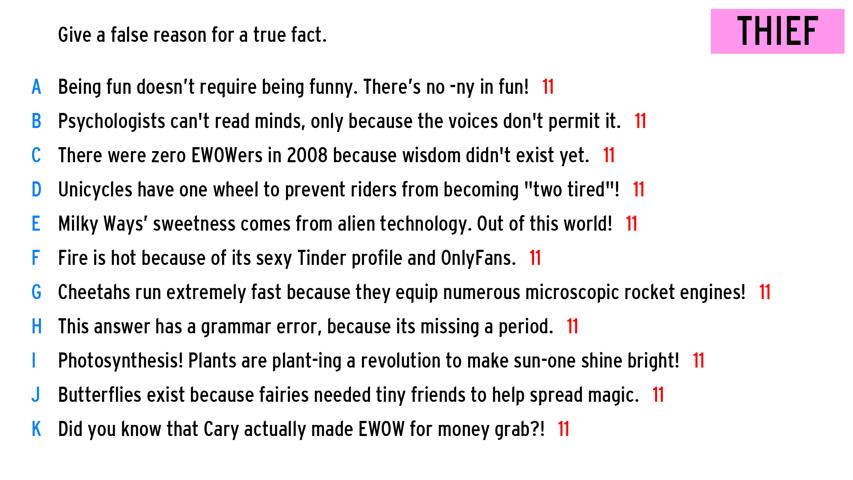 Give a false reason for a true fact.
THIEF
A Being fun doesn't require being funny. There's no -ny in fun! 11
B Psychologists can't read minds, only because the voices don't permit it. 11
C There were zero EWOWers in 2008 because wisdom didn't exist yet. 11
D Unicycles have one wheel to prevent riders from becoming "two tired"! 11
E Milky Ways' sweetness comes from alien technology. Out of this world! 11
F Fire is hot because of its sexy Tinder profile and OnlyFans. 11
G Cheetahs run extremely fast because they equip numerous microscopic rocket engines! 11
H This answer has a grammar error, because its missing a period. 11
I Photosynthesis! Plants are plant-ing a revolution to make sun-one shine bright! 11
J Butterflies exist because fairies needed tiny friends to help spread magic. 11
K Did you know that Cary actually made EWOW for money grab?! 11